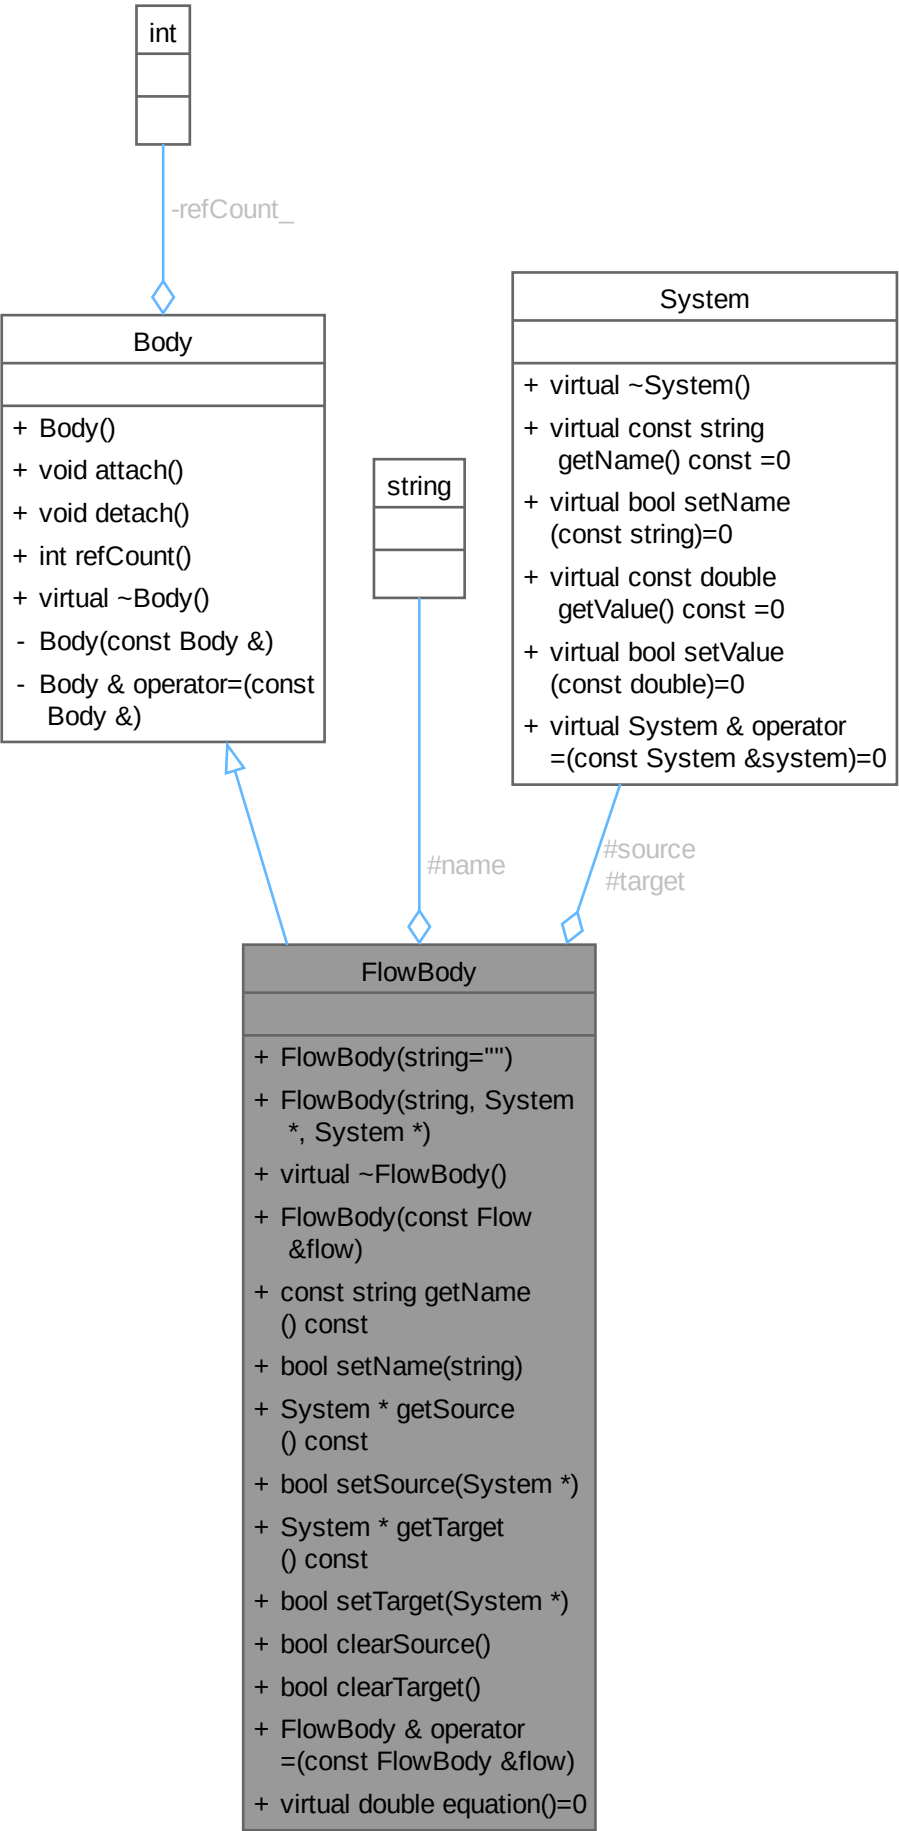 int
-refCount_
System
Body
+ virtual ~System()
+ virtual const string
getName() const =0
+ virtual bool setName
(const string)=0
+ virtual const double
getValue() const =0
+ virtual bool setValue
(const double)=0
+ virtual System & operator
=(const System &system)=0
+ Body()
+ void attach()
+ void detach()
+ int refCount()
+ virtual ~Body()
- Body(const Body &)
- Body & operator=(const
Body &)
string
#name
#source
#target
FlowBody
+ FlowBody(string="")
+ FlowBody(string, System
*, System *)
+ virtual ~FlowBody()
+ FlowBody(const Flow
&flow)
+ const string getName
() const
+ bool setName(string)
+ System * getSource
() const
+ bool setSource(System *)
+ System * getTarget
() const
+ bool setTarget(System *)
+ bool clearSource()
+ bool clearTarget()
+ FlowBody & operator
=(const FlowBody &flow)
+ virtual double equation()=0